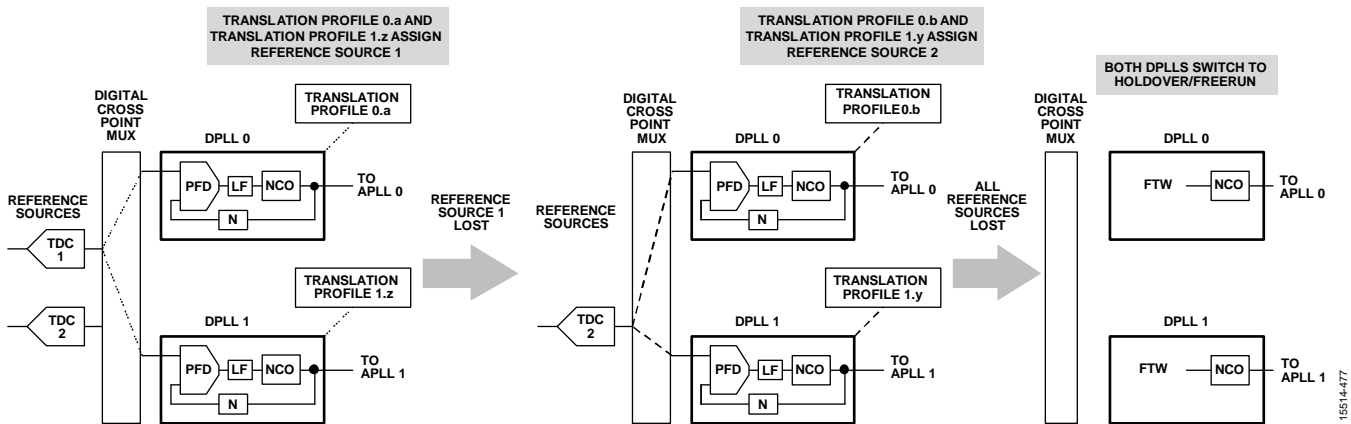 TRANSLATION PROFILE 0.a AND
TRANSLATION PROFILE 1.z ASSIGN
REFERENCE SOURCE 1
DIGITAL
CROSS
POINT
MUX
TRANSLATION
PROFILE 0.a
DPLL 0
PFD
LF
NCO
N
TO
APLL 0
REFERENCE
SOURCES
TDC
1
TDC
2
TRANSLATION
PROFILE 1.z
DPLL 1
PFD
LF
NCO
N
TO
APLL 1
REFERENCE
SOURCE 1
LOST
TRANSLATION PROFILE 0.b AND
TRANSLATION PROFILE 1.y ASSIGN
REFERENCE SOURCE 2
DIGITAL
CROSS
POINT
MUX
TRANSLATION
PROFILE0.b
DPLL 0
PFD
LF
NCO
N
TO
APLL 0
REFERENCE
SOURCES
TDC
2
TRANSLATION
PROFILE 1.y
DPLL 1
PFD
LF
NCO
N
TO
APLL 1
ALL
REFERENCE
SOURCES
LOST
BOTH DPLLS SWITCH TO
HOLDOVER/FREERUN
DIGITAL
CROSS
POINT
MUX
DPLL 0
FTW
NCO
TO
APLL 0
DPLL 1
FTW
NCO
TO
APLL 1
15514-477